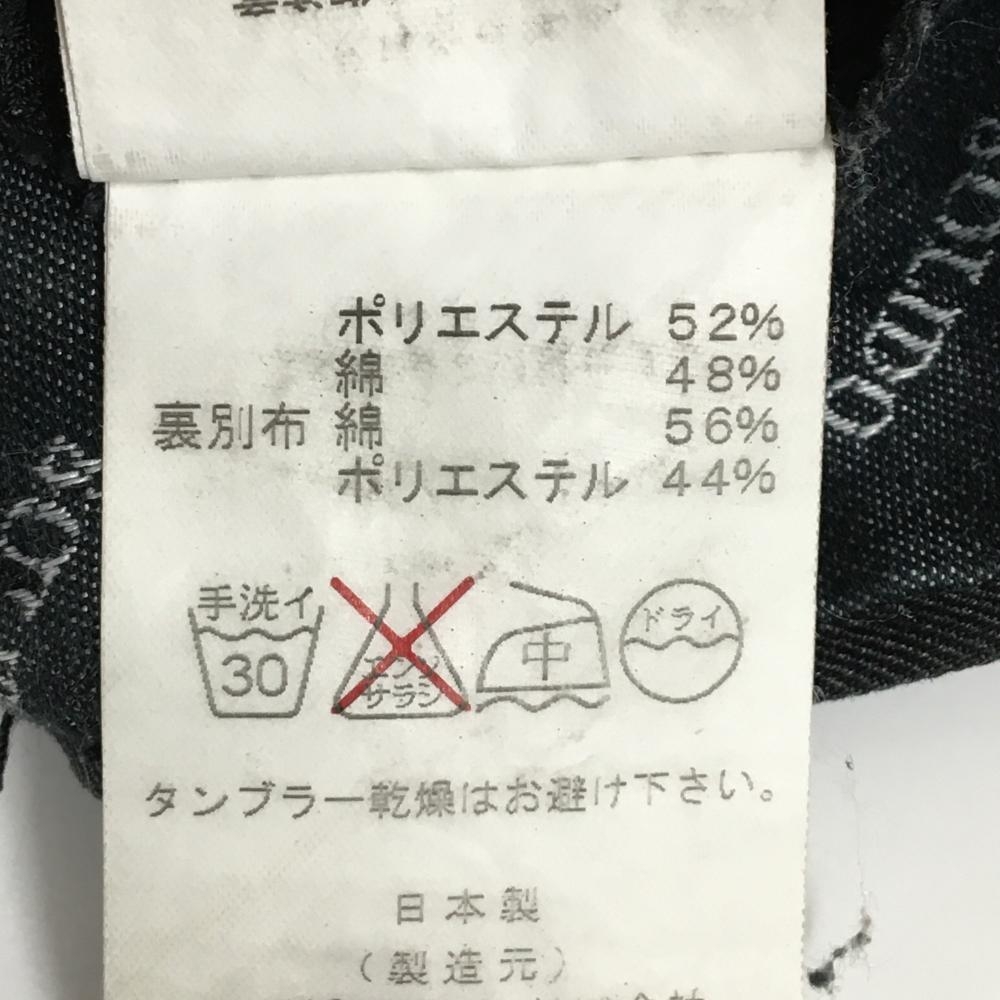 ポリエステル 52%
綿 48%
裏別布 綿 56%
ポリエステル 44%
手洗イ
30
エンソ
サラシ
中
ドライ
タンブラー乾燥はお避け下さい。
日本製
(製造元)